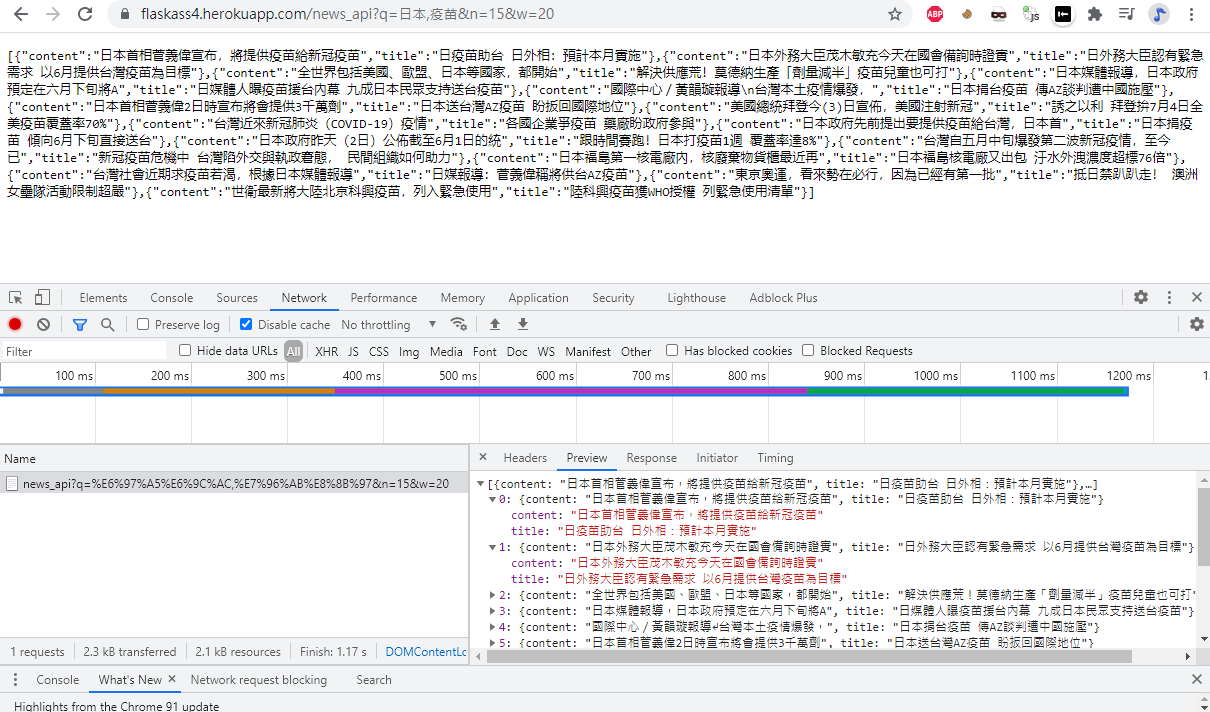 flaskass4.herokuapp.com/news_api?q=日本,疫苗&n=15&w=20
ABP
[{"content":"日本首相菅義偉宣布，將提供疫苗給新冠疫苗","title":"日疫苗助台 日外相：預計本月實施"},{"content":"日本外務大臣茂木敏充今天在國會備詢時證實","title":"日外務大臣認有緊急
需求 以6月提供台灣疫苗為目標"},{"content":"全世界包括美國、歐盟、日本等國家，都開始","title":"解決供應荒！莫德納生產「劑量減半」疫苗兒童也可打"},{"content":"日本媒體報導，日本政府
預定在六月下旬將A","title":"日媒體人曝疫苗援台內幕 九成日本民眾支持送台疫苗"},{"content":"國際中心／黃韻璇報導\n台灣本土疫情爆發，","title":"日本捐台疫苗 傳AZ談判遭中國施壓"},
{"content":"日本首相菅義偉2日時宣布將會提供3千萬劑","title":"日本送台灣AZ疫苗 盼扳回國際地位"},{"content":"美國總統拜登今(3)日宣佈，美國注射新冠","title":"誘之以利 拜登拚7月4日全
美疫苗覆蓋率70%"},{"content":"台灣近來新冠肺炎（COVID-19）疫情","title":"各國企業爭疫苗 藥廠盼政府參與"},{"content":"日本政府先前提出要提供疫苗給台灣，日本首","title":"日本捐疫
苗 傾向6月下旬直接送台"},{"content":"日本政府昨天（2日）公佈截至6月1日的統","title":"跟時間賽跑！日本打疫苗1週 覆蓋率達8%"},{"content":"台灣自五月中旬爆發第二波新冠疫情，至今
已","title":"新冠疫苗危機中 台灣陷外交與執政窘態， 民間組織如何助力"},{"content":"日本福島第一核電廠內，核廢棄物貨櫃最近再","title":"日本福島核電廠又出包 汙水外洩濃度超標76倍"},
{"content":"台灣社會近期求疫苗若渴，根據日本媒體報導","title":"日媒報導：菅義偉稱將供台AZ疫苗"},{"content":"東京奧運，看來勢在必行，因為已經有第一批","title":"抵日禁趴趴走！ 澳洲
女壘隊活動限制超嚴"},{"content":"世衛最新將大陸北京科興疫苗，列入緊急使用","title":"陸科興疫苗獲WHO授權 列緊急使用清單"}]
Elements Console Sources Network Performance Memory Application Security Lighthouse Adblock Plus
Preserve log Disable cache No throttling
Filter Hide data URLs All XHR JS CSS Img Media Font Doc WS Manifest Other Has blocked cookies Blocked Requests
100 ms 200 ms 300 ms 400 ms 500 ms 600 ms 700 ms 800 ms 900 ms 1000 ms 1100 ms 1200 ms
Name
Headers Preview Response Initiator Timing
news_api?q=%E6%97%A5%E6%9C%AC,%E7%96%AB%E8%8B%97&n=15&w=20
[{content: "日本首相菅義偉宣布，將提供疫苗給新冠疫苗", title: "日疫苗助台 日外相：預計本月實施"},…]
0: {content: "日本首相菅義偉宣布，將提供疫苗給新冠疫苗", title: "日疫苗助台 日外相：預計本月實施"}
content: "日本首相菅義偉宣布，將提供疫苗給新冠疫苗"
title: "日疫苗助台 日外相：預計本月實施"
1: {content: "日本外務大臣茂木敏充今天在國會備詢時證實", title: "日外務大臣認有緊急需求 以6月提供台灣疫苗為目標"}
content: "日本外務大臣茂木敏充今天在國會備詢時證實"
title: "日外務大臣認有緊急需求 以6月提供台灣疫苗為目標"
2: {content: "全世界包括美國、歐盟、日本等國家，都開始", title: "解決供應荒！莫德納生產「劑量減半」疫苗兒童也可打"
3: {content: "日本媒體報導，日本政府預定在六月下旬將A", title: "日媒體人曝疫苗援台內幕 九成日本民眾支持送台疫苗"}
4: {content: "國際中心／黃韻璇報導↵台灣本土疫情爆發，", title: "日本捐台疫苗 傳AZ談判遭中國施壓"}
5: {content: "日本首相菅義偉2日時宣布將會提供3千萬劑", title: "日本送台灣AZ疫苗 盼扳回國際地位"}
1 requests 2.3 kB transferred 2.1 kB resources Finish: 1.17 s DOMContentLo
Console What's New Network request blocking Search
Highlights from the Chrome 91 update